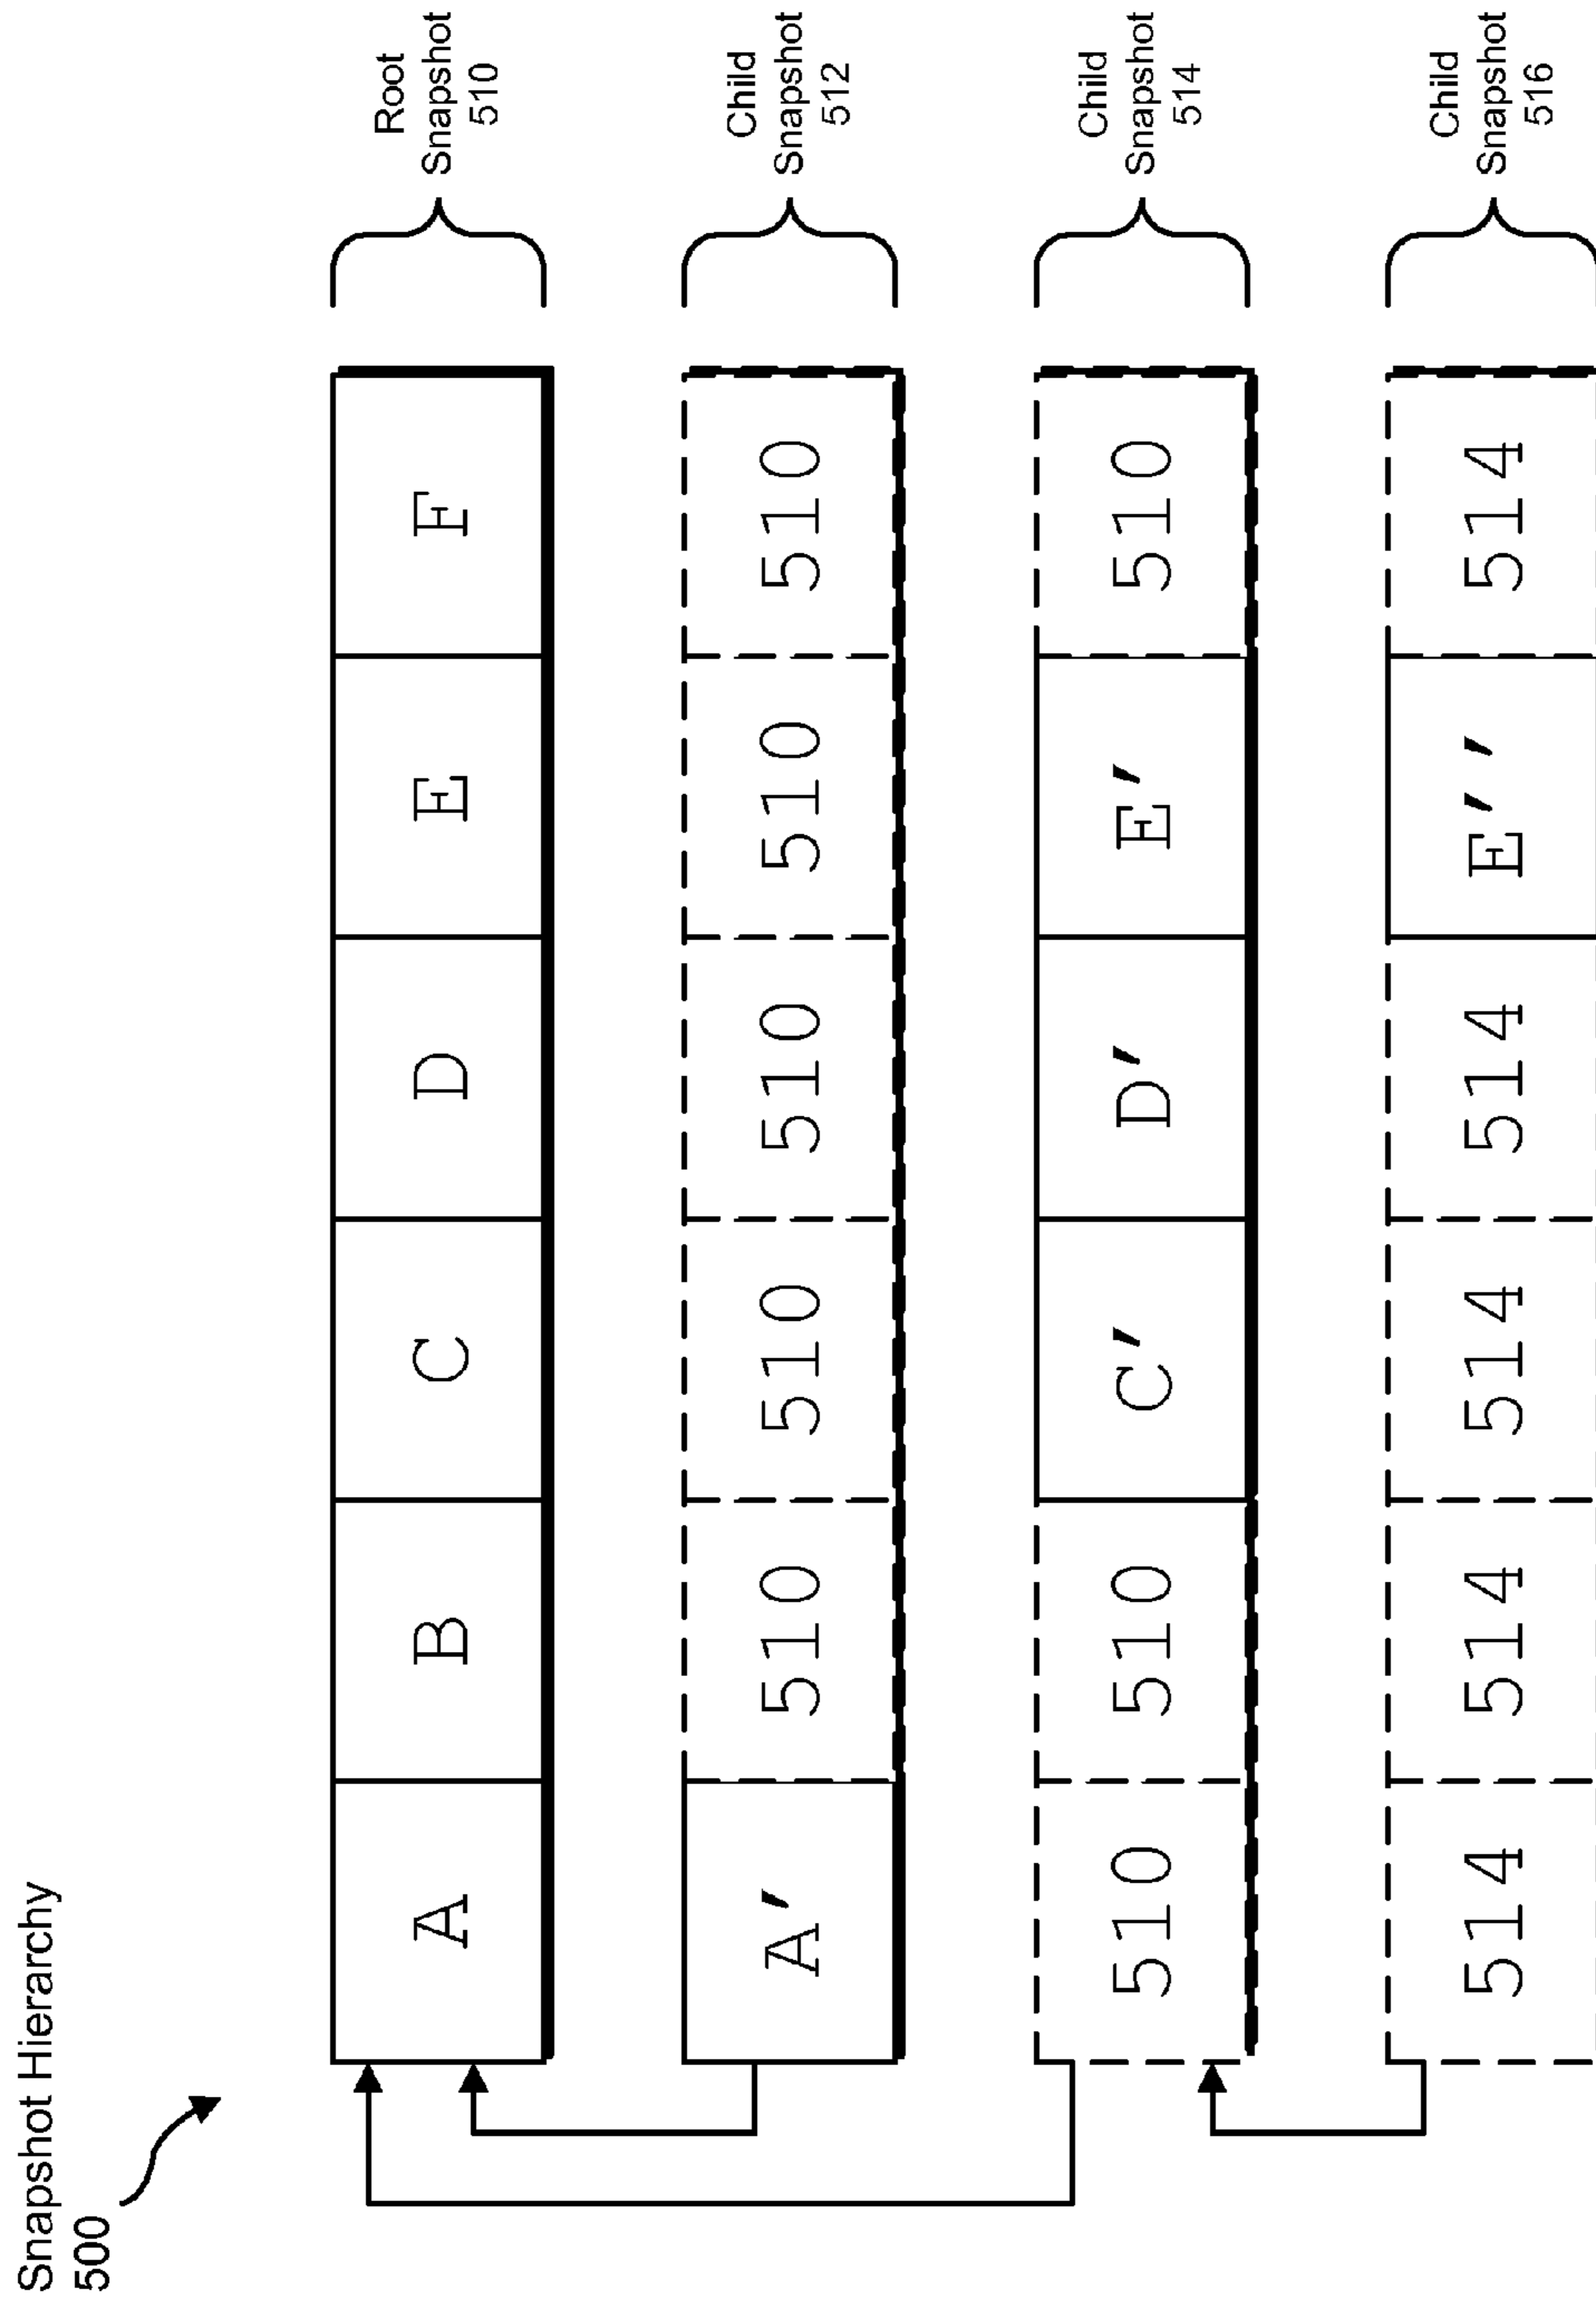 Snapshot Hierarchy
500
A B C D E F
Root
Snapshot
510
A' 510 510 510 510 510
Child
Snapshot
512
510 510 C' D' E' 510
Child
Snapshot
514
514 514 514 514 E'' 514
Child
Snapshot
516